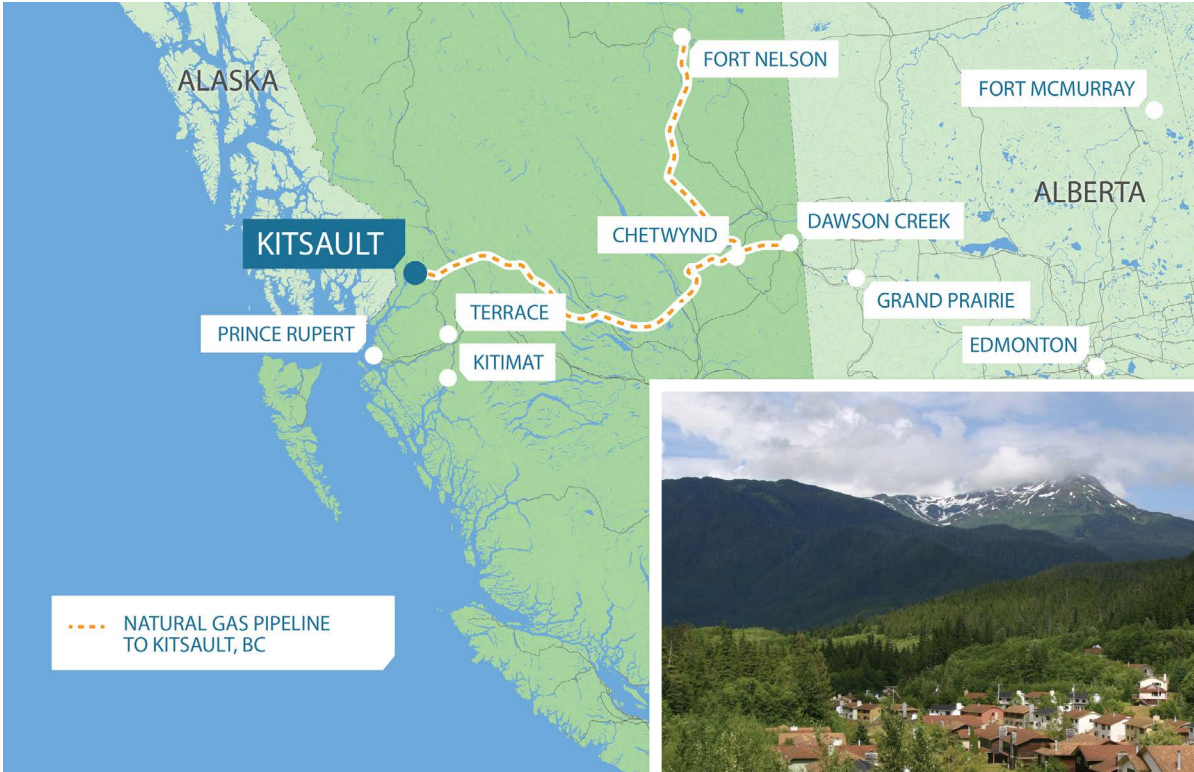 ALASKA
FORT NELSON
FORT MCMURRAY
ALBERTA
DAWSON CREEK
CHETWYND
KITSAULT
GRAND PRAIRIE
TERRACE
PRINCE RUPERT
EDMONTON
KITIMAT
NATURAL GAS PIPELINE
TO KITSAULT, BC